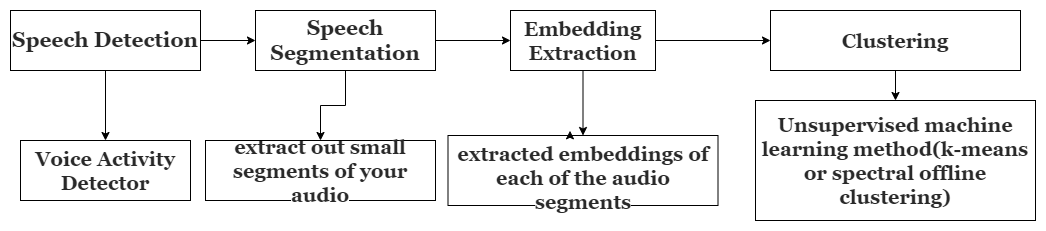 Speech Detection
Speech
Segmentation
Embedding
Extraction
Clustering
Voice Activity
Detector
extract out small
segments of your
audio
extracted embeddings of
each of the audio
segments
Unsupervised machine
learning method(k-means
or spectral offline
clustering)